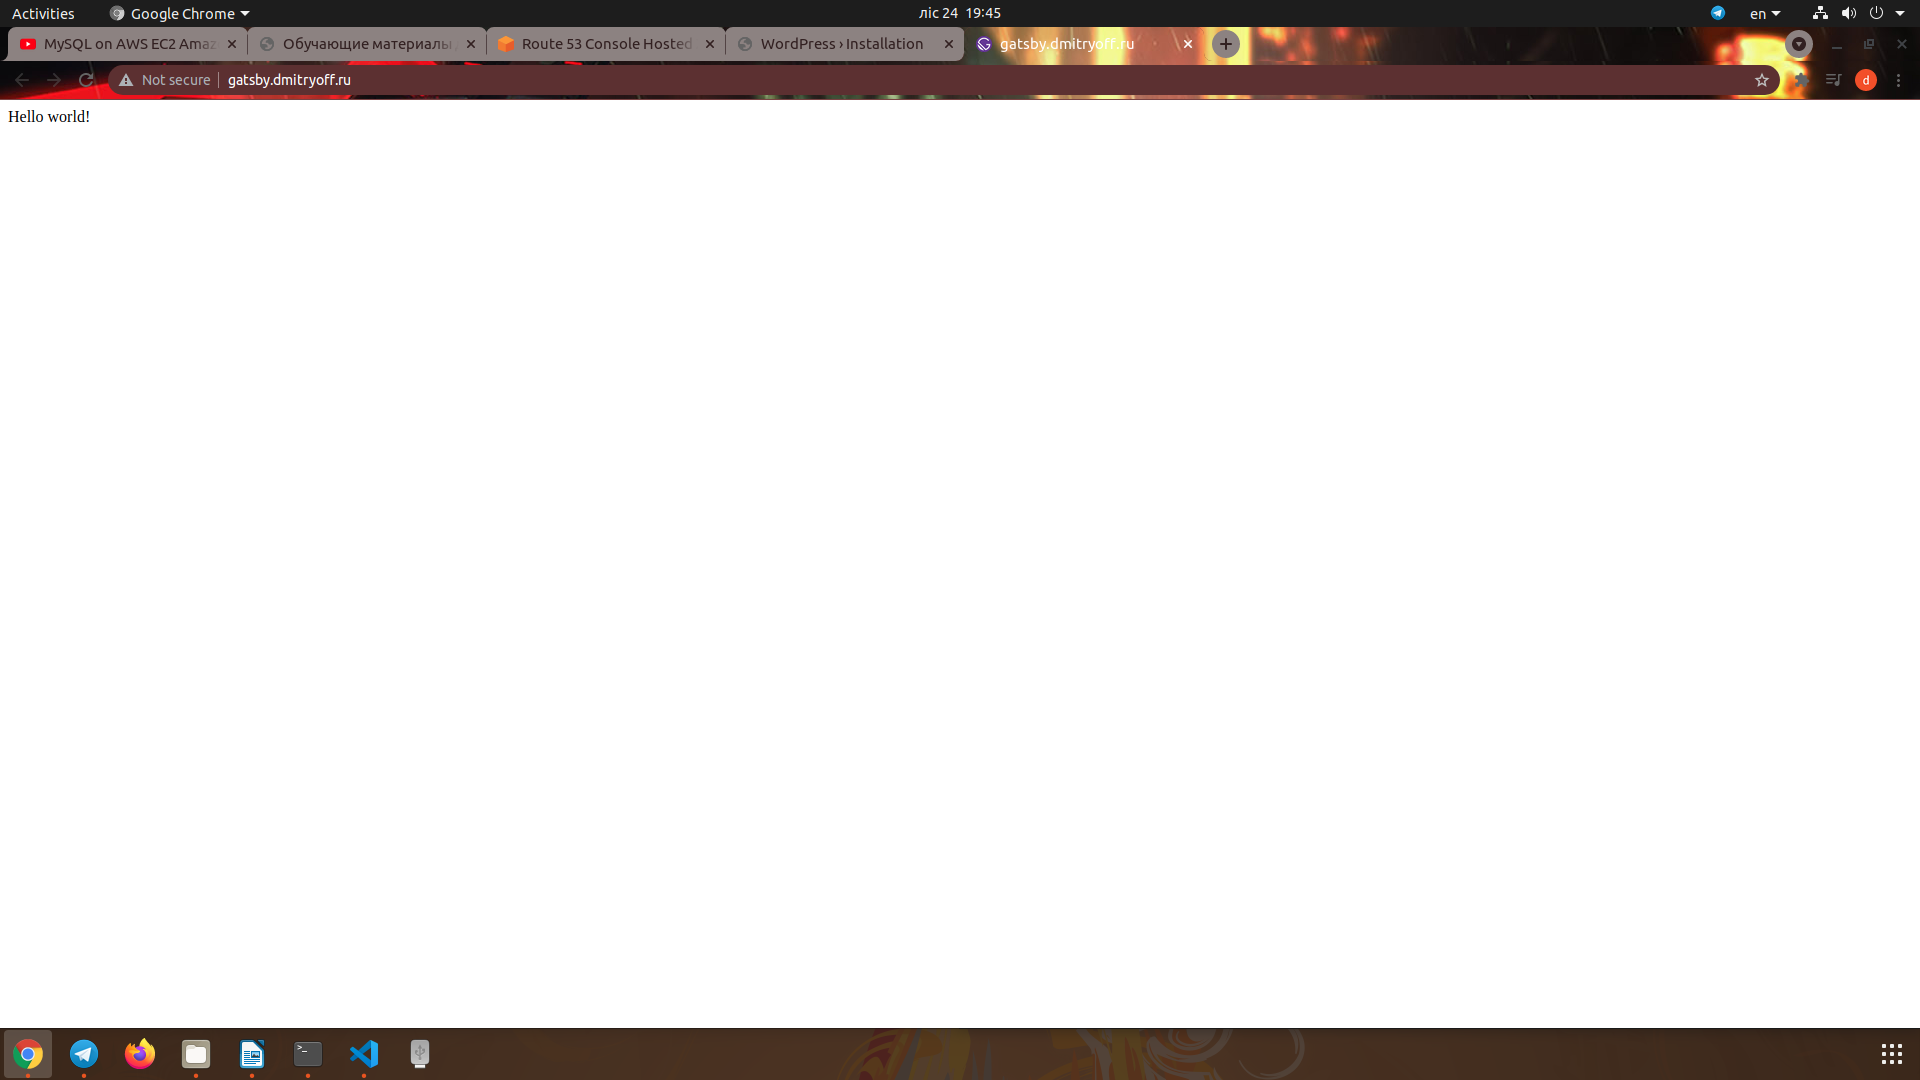 Activities
Google Chrome
ліс 24 19:45
en
MySQL on AWS EC2 Amaz
Обучающие материалы
Route 53 Console Hosted
WordPress › Installation
gatsby.dmitryoff.ru
Not secure
gatsby.dmitryoff.ru
d
Hello world!